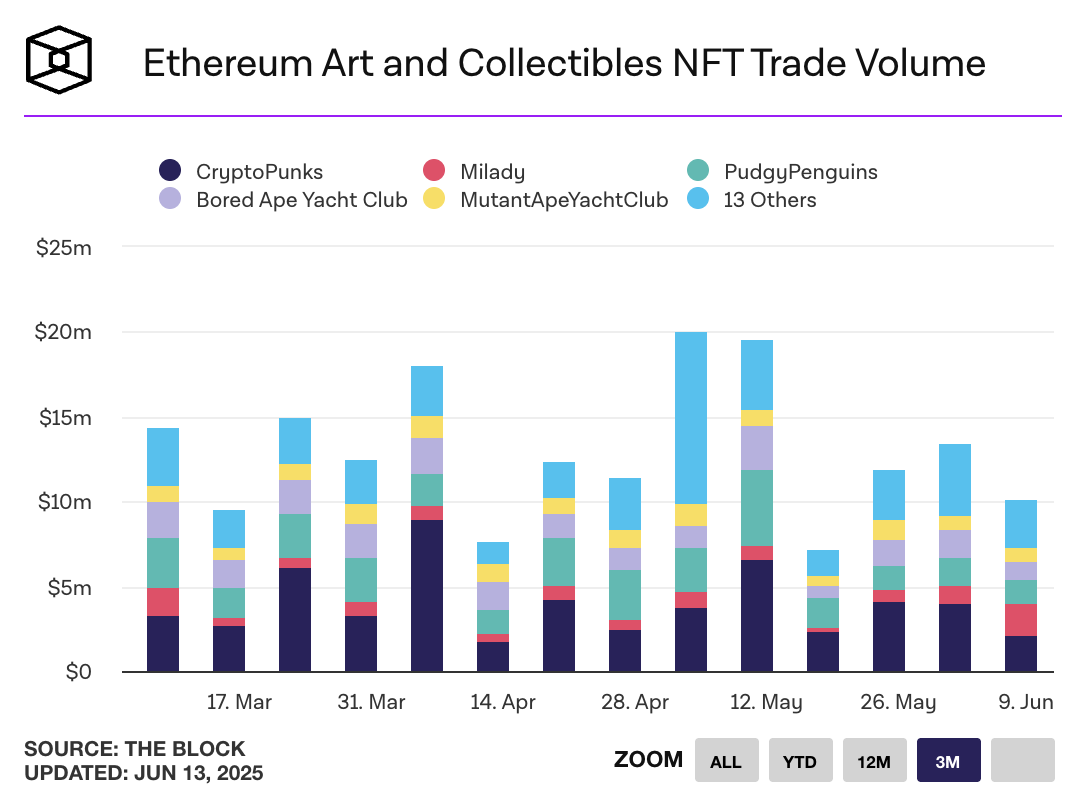 Ethereum Art and Collectibles NFT Trade Volume
CryptoPunks Milady PudgyPenguins
Bored Ape Yacht Club MutantApeYachtClub 13 Others
$25m
$20m
$15m
$10m
$5m
$0
17. Mar 31. Mar 14. Apr 28. Apr 12. May 26. May 9. Jun
SOURCE: THE BLOCK
UPDATED: JUN 13, 2025
ZOOM ALL YTD 12M 3M